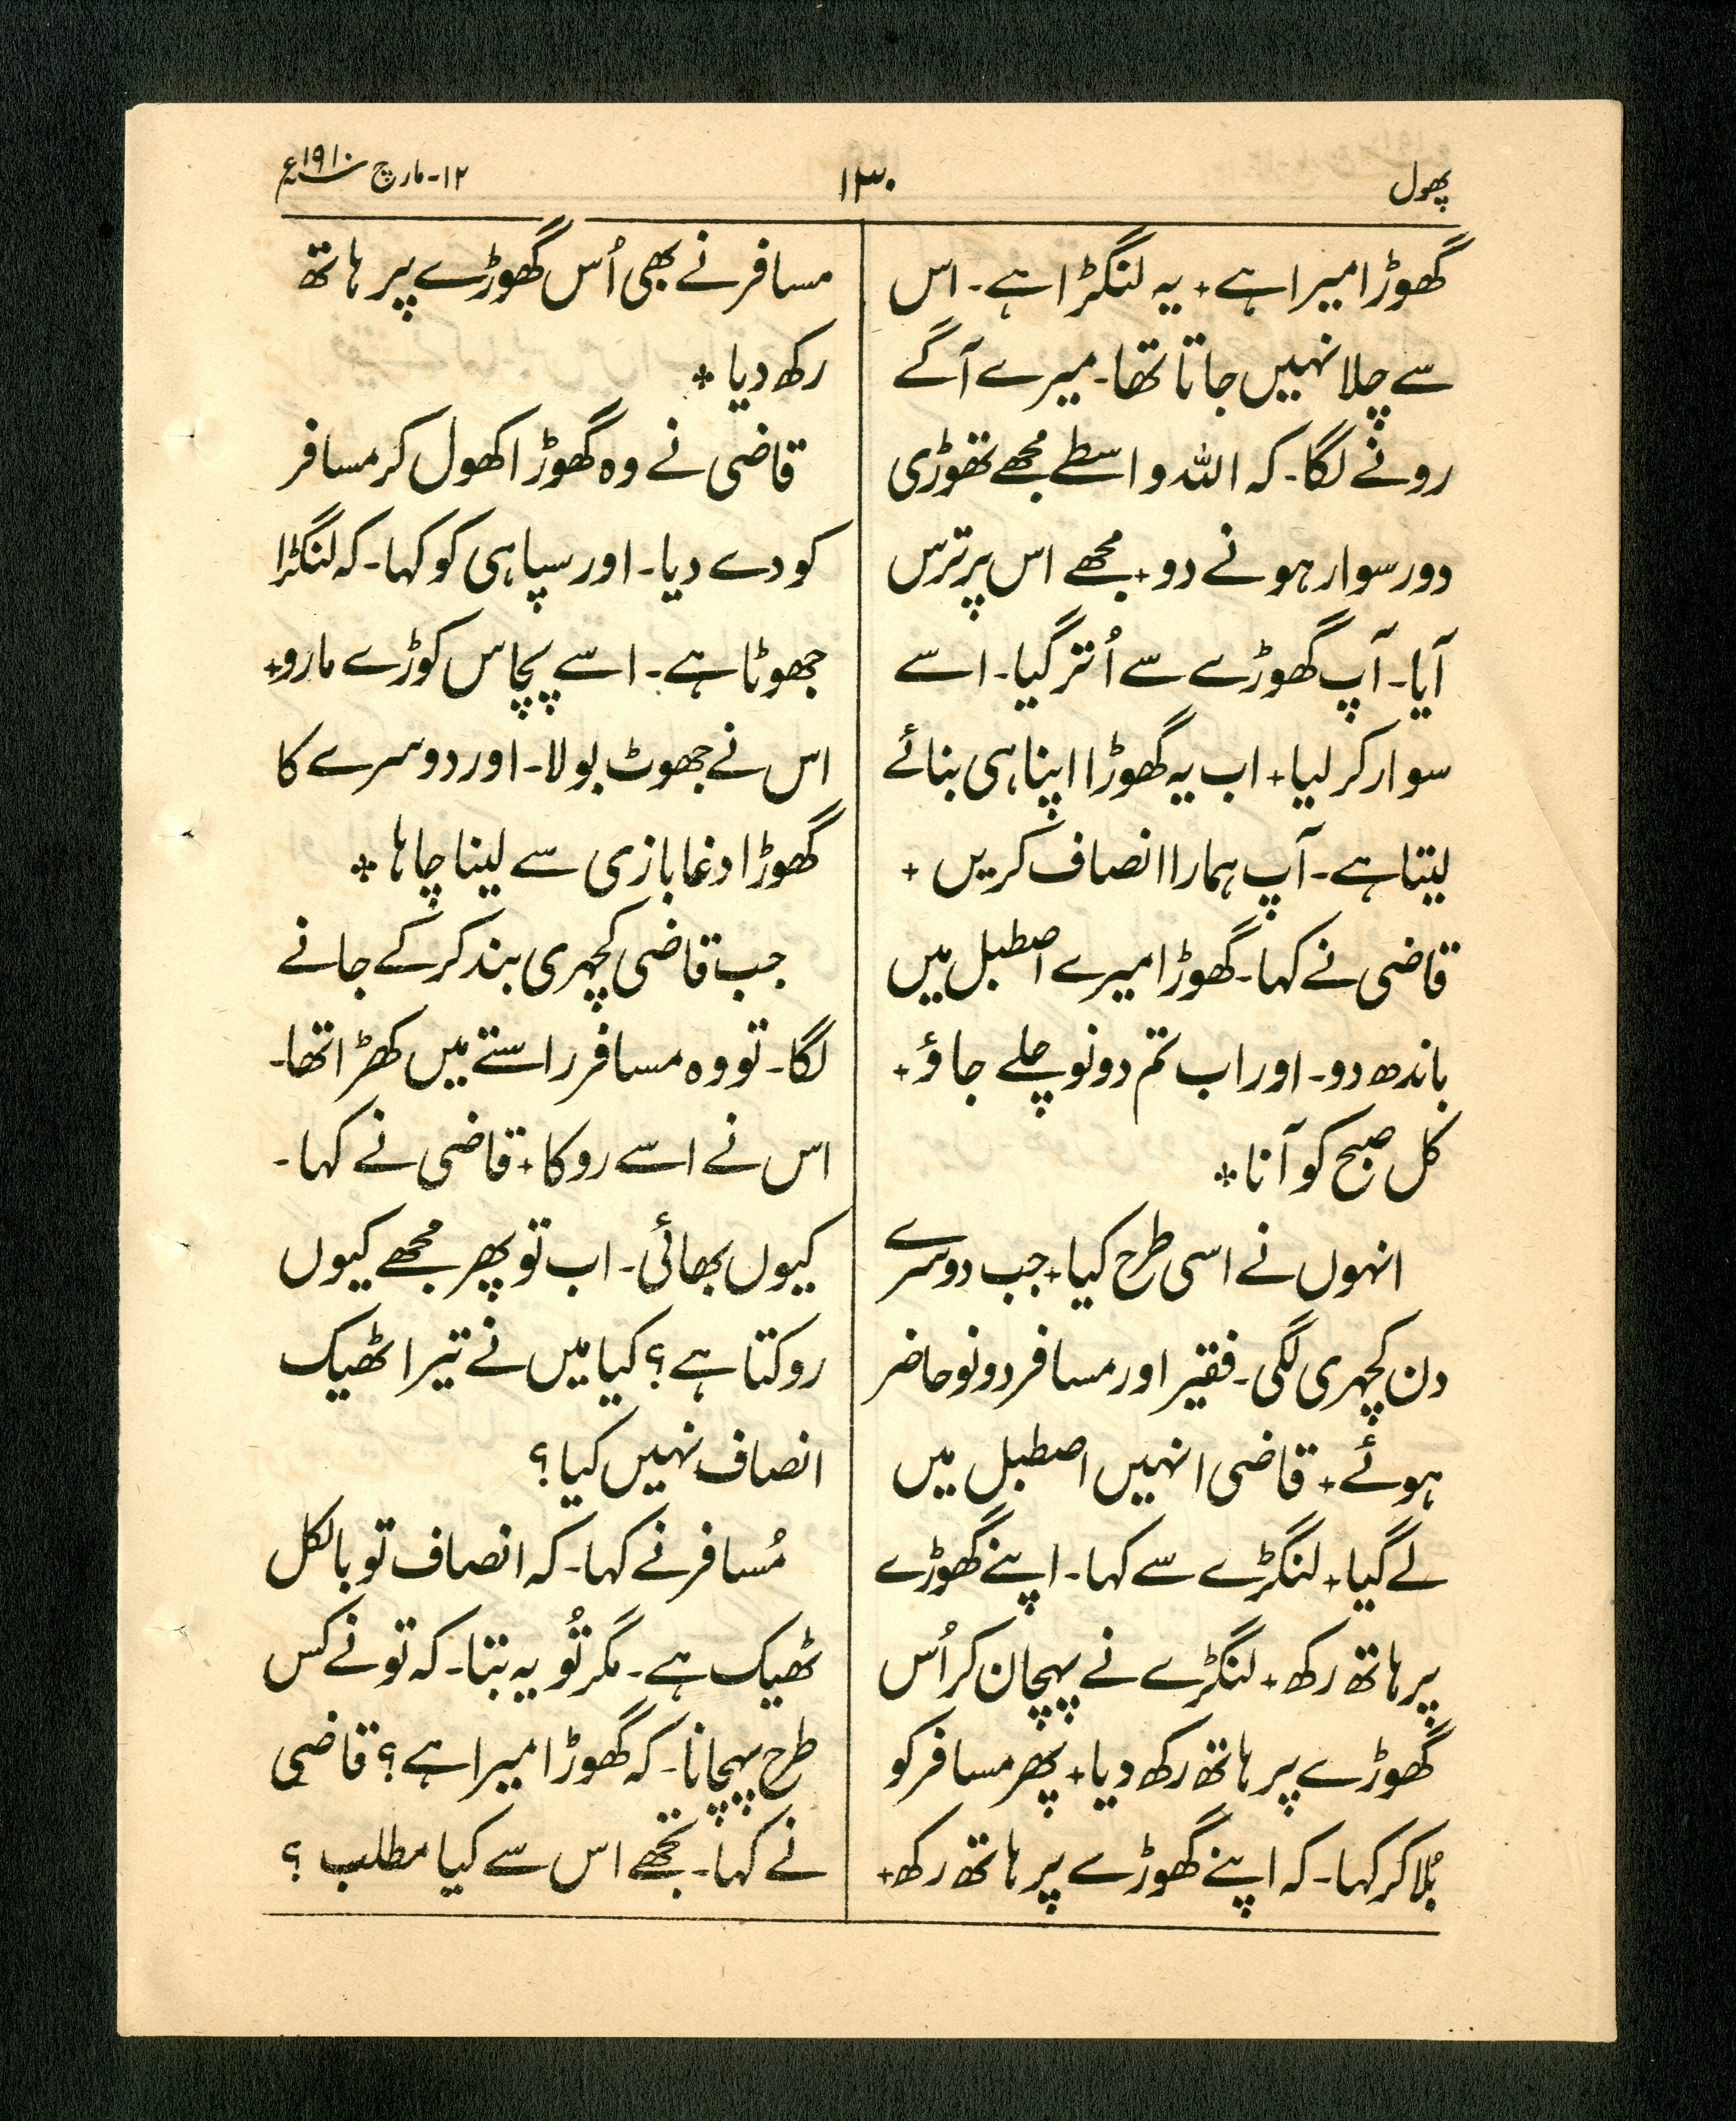 پھول
۱۳۰
۱۲-مارچ ۱۹۱۰ء
گھوڑا میرا ہے+ یہ لنگڑا ہے- اس
سے چلا نہیں جاتا تھا- میرے آگے
رونے لگا- کہ اللہ واسطے مجھے تھوڑی
دور سوار ہونے دو+ مجھے اس پر ترس
آیا- آپ گھوڑے سے اُتر گیا- اسے
سوار کر لیا+ اب یہ گھوڑا اپنا ہی بنائے
لیتا ہے- آپ ہمارا انصاف کریں+
قاضی نے کہا- گھوڑا میرے اصطبل میں
باندھ دو- اور اب تم دونو چلے جاؤ+
کل صبح کو آنا*
انہوں نے اسی طرح کیا+ جب دوسرے
دن کچہری لگی- فقیر اور مسافر دونو حاضر
ہوئے+ قاضی انہیں اصطبل میں
لے گیا+ لنگڑے سے کہا- اپنے گھوڑے
پر ہاتھ رکھ+ لنگڑے نے پہچان کر اُس
گھوڑے پر ہاتھ رکھ دیا+ پھر مسافر کو
بُلا کر کہا- کہ اپنے گھوڑے پر ہاتھ رکھ+
مسافر نے بھی اُس گھوڑے پر ہاتھ
رکھ دیا*
قاضی نے وہ گھوڑا کھول کر مسافر
کو دے دیا- اور سپاہی کو کہا- کہ لنگڑا
جھوٹا ہے- اسے پچاس کوڑے مارو+
اس نے جھوٹ بولا- اور دوسرے کا
گھوڑا دغابازی سے لینا چاہا*
جب قاضی کچہری بند کر کے جانے
لگا- تو وہ مسافر راستے میں کھڑا تھا-
اس نے اسے روکا+ قاضی نے کہا-
کیوں بھائی- اب تو پھر مجھے کیوں
روکتا ہے؟ کیا میں نے تیرا ٹھیک
انصاف نہیں کیا؟
مُسافر نے کہا- کہ انصاف تو بالکل
ٹھیک ہے- مگر تُو یہ بتا- کہ تو نے کس
طرح پہچانا- کہ گھوڑا میرا ہے؟ قاضی
نے کہا- تجھے اس سے کیا مطلب؟